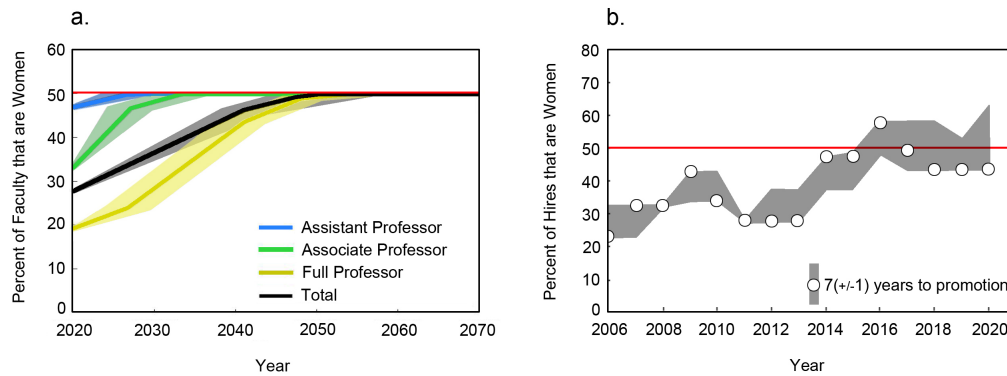 a.
Percent of Faculty that are Women
60
50
40
30
20
10
0
Assistant Professor
Associate Professor
Full Professor
Total
2020
2030
2040
2050
2060
2070
Year
b.
Percent of Hires that are Women
80
70
60
50
40
30
20
10
0
7(+/-1) years to promotion
2006
2008
2010
2012
2014
2016
2018
2020
Year